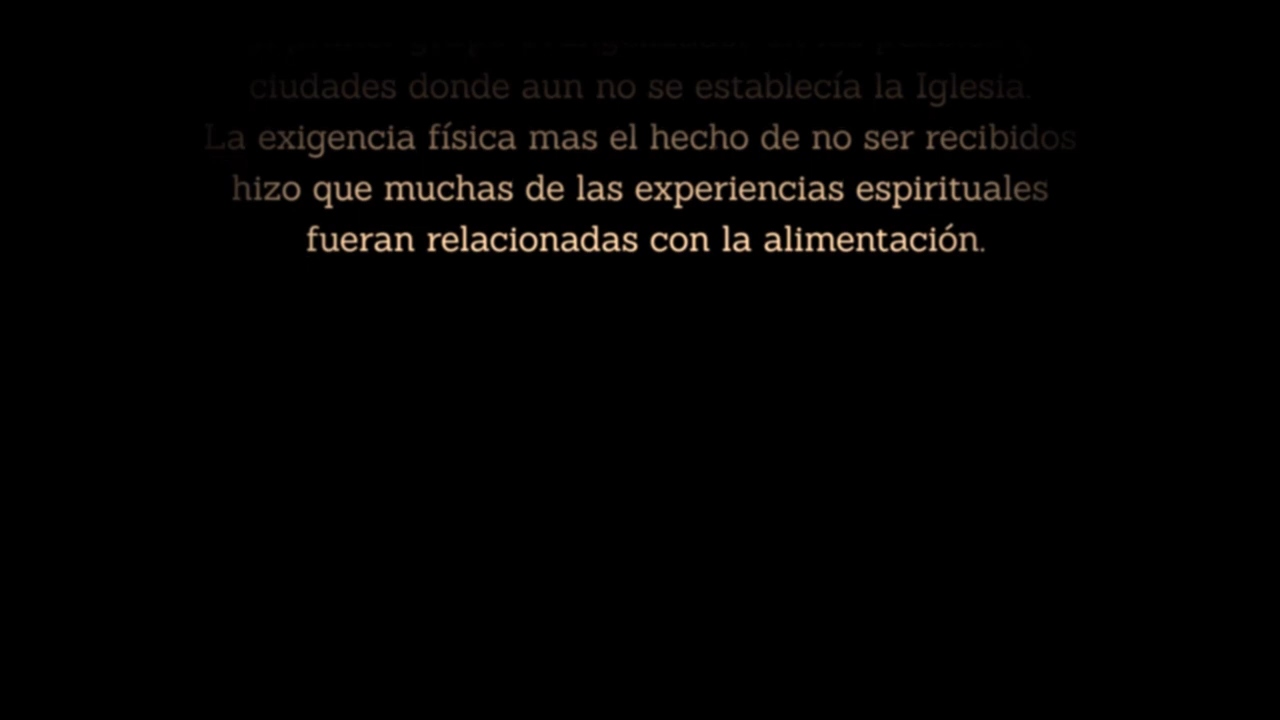 ciudades donde aun no se establecía la Iglesia.
La exigencia física mas el hecho de no ser recibidos
hizo que muchas de las experiencias espirituales
fueran relacionadas con la alimentación.